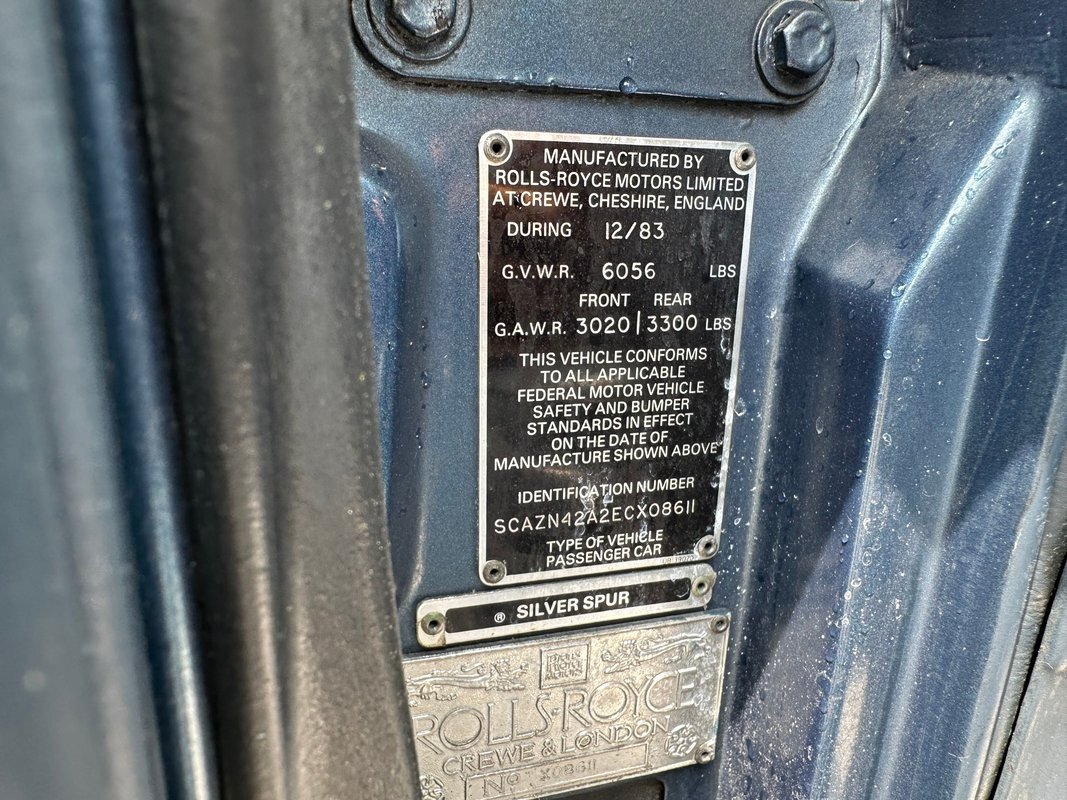 MANUFACTURED BY
ROLLS-ROYCE MOTORS LIMITED
AT CREWE, CHESHIRE, ENGLAND
DURING 12/83
G.V.W.R. 6056 LBS
FRONT REAR
G.A.W.R. 3020 | 3300 LBS
THIS VEHICLE CONFORMS
TO ALL APPLICABLE
FEDERAL MOTOR VEHICLE
SAFETY AND BUMPER
STANDARDS IN EFFECT
ON THE DATE OF
MANUFACTURE SHOWN ABOVE
IDENTIFICATION NUMBER
SCAZN42A2ECX08611
TYPE OF VEHICLE
PASSENGER CAR
® SILVER SPUR
ROLLS-ROYCE
CREWE & LONDON
No X08611